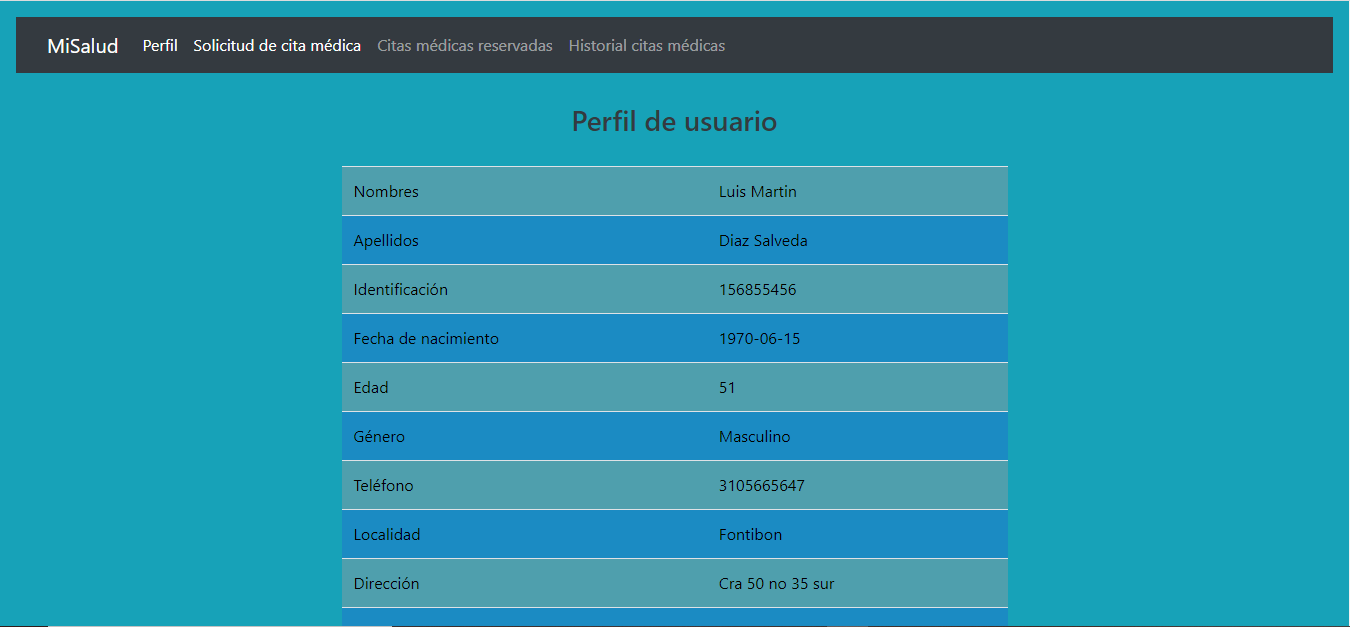 MiSalud Perfil Solicitud de cita médica Citas médicas reservadas Historial citas médicas
Perfil de usuario
Nombres Luis Martin
Apellidos Diaz Salveda
Identificación 156855456
Fecha de nacimiento 1970-06-15
Edad 51
Género Masculino
Teléfono 3105665647
Localidad Fontibon
Dirección Cra 50 no 35 sur